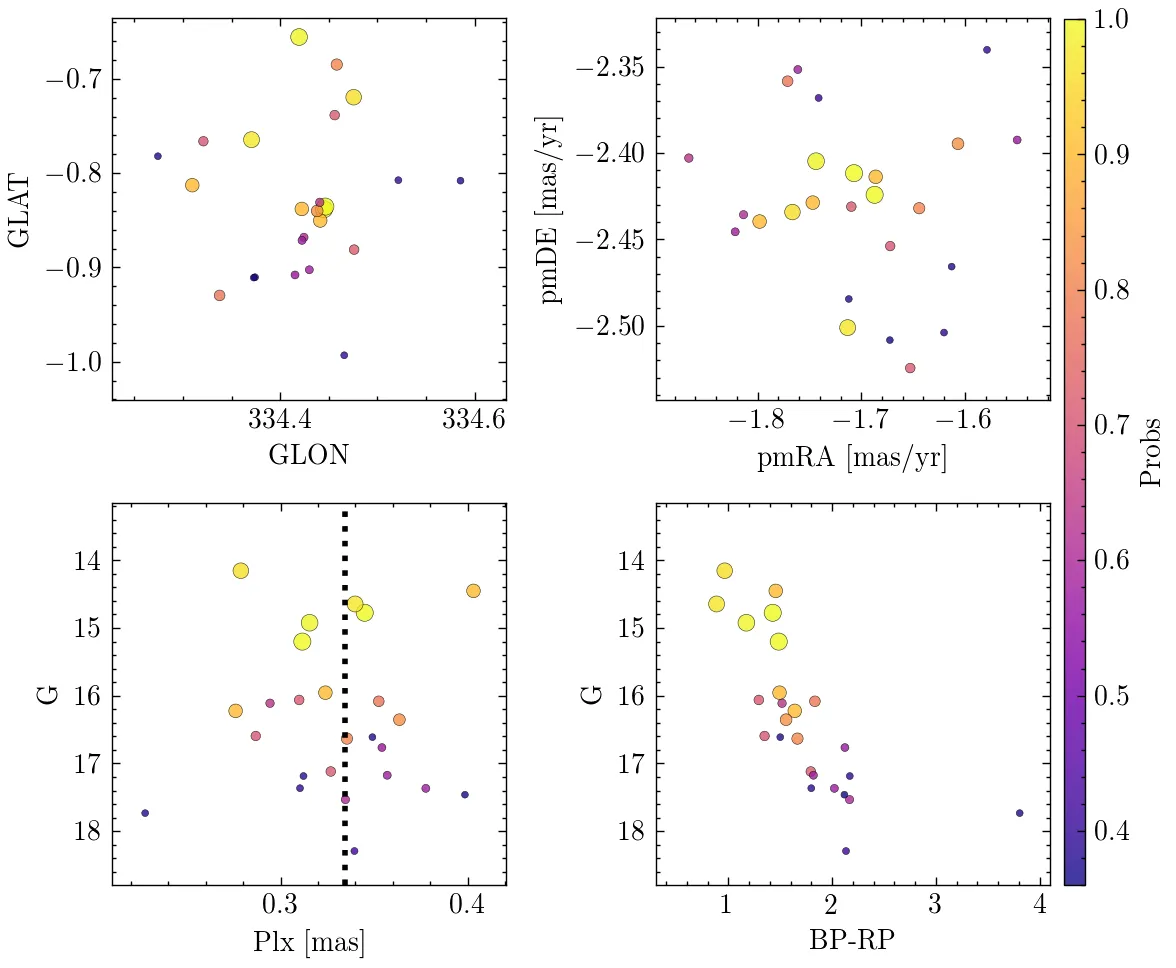 −0.7
−0.8
−0.9
−1.0
GLAT
334.4 334.6
GLON
−2.35
−2.40
−2.45
−2.50
pmDE [mas/yr]
−1.8 −1.7 −1.6
pmRA [mas/yr]
1.0
0.9
0.8
0.7
0.6
0.5
0.4
Probs
14
15
16
17
18
G
0.3 0.4
Plx [mas]
14
15
16
17
18
G
1 2 3 4
BP-RP